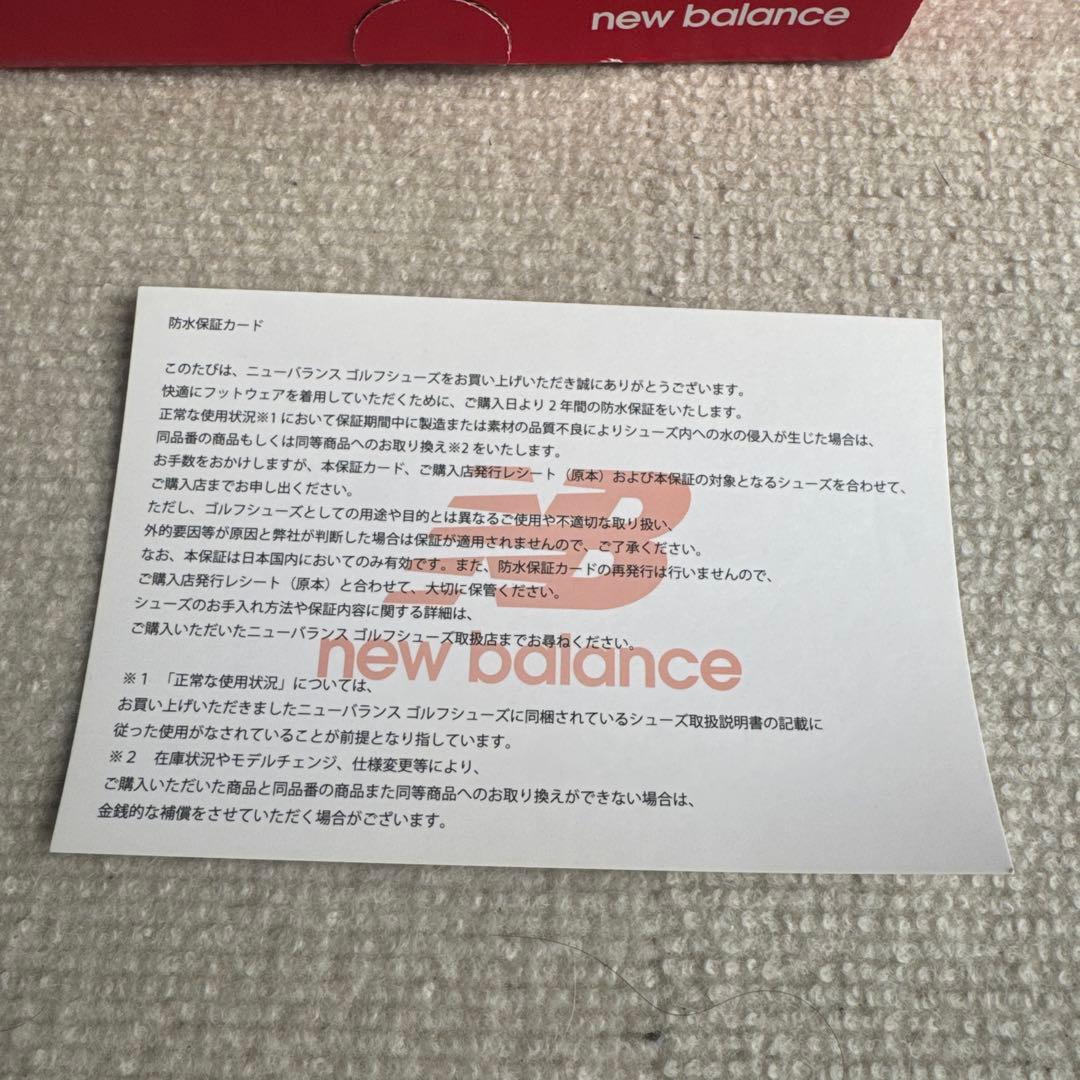 new balance
防水保証カード
このたびは、ニューバランス ゴルフシューズをお買い上げいただき誠にありがとうございます。
快適にフットウェアを着用していただくために、ご購入日より2年間の防水保証をいたします。
正常な使用状況※1において保証期間中に製造または素材の品質不良によりシューズ内への水の侵入が生じた場合は、
同品番の商品もしくは同等商品へのお取り換え※2をいたします。
お手数をおかけしますが、本保証カード、ご購入店発行レシート（原本）および本保証の対象となるシューズを合わせて、
ご購入店までお申し出ください。
ただし、ゴルフシューズとしての用途や目的とは異なるご使用や不適切な取り扱い、
外的要因等が原因と弊社が判断した場合は保証が適用されませんので、ご了承ください。
なお、本保証は日本国内においてのみ有効です。また、防水保証カードの再発行は行いませんので、
ご購入店発行レシート（原本）と合わせて、大切に保管ください。
シューズのお手入れ方法や保証内容に関する詳細は、
ご購入いただいたニューバランス ゴルフシューズ取扱店までお尋ねください。
NB
new balance
※1　「正常な使用状況」については、
お買い上げいただきましたニューバランス ゴルフシューズに同梱されているシューズ取扱説明書の記載に
従った使用がなされていることが前提となり指しています。
※2　在庫状況やモデルチェンジ、仕様変更等により、
ご購入いただいた商品と同品番の商品また同等商品へのお取り換えができない場合は、
金銭的な補償をさせていただく場合がございます。